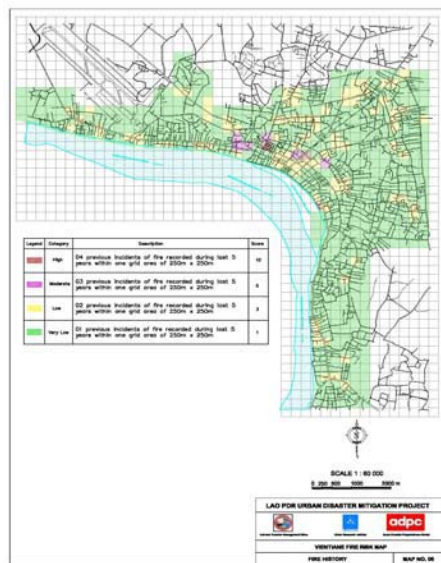 Legend Category Description Score
High 04 previous incidents of fire recorded during last 5
years within one grid area of 250m x 250m
Moderate 03 previous incidents of fire recorded during last 5
years within one grid area of 250m x 250m
Low 02 previous incidents of fire recorded during last 5
years within one grid area of 250m x 250m
Very Low 01 previous incidents of fire recorded during last 5
years within one grid area of 250m x 250m 1
SCALE 1 : 60 000
LAO PDR URBAN DISASTER MITIGATION PROJECT
adpc
VIENTIANE FIRE RISK MAP
FIRE HISTORY MAP NO. 06